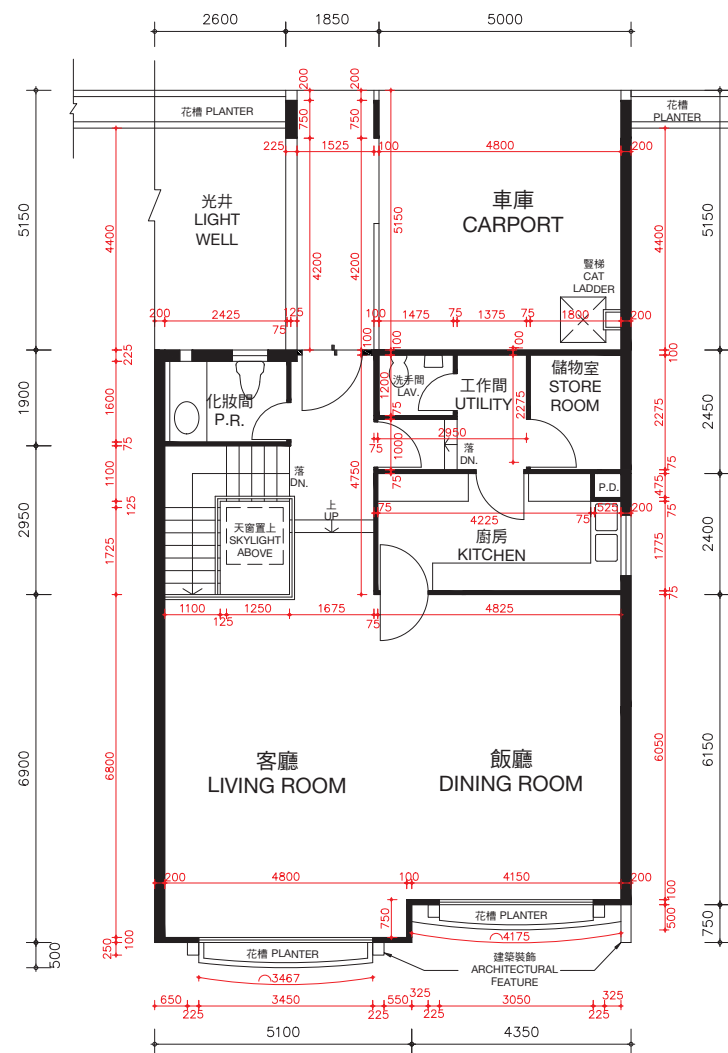 2600
1850
5000
200
200
花槽 PLANTER
花槽
PLANTER
750
750
225
1525
100
4800
200
5150
4400
光井
LIGHT
WELL
4200
4200
5150
車庫
CARPORT
豎梯
CAT
LADDER
4400
5150
200
2425
125
75
100
1475
75
1375
75
1800
200
225
100
100
100
100
1900
1600
化妝間
P.R.
1200
洗手間
LAV.
工作間
UTILITY
2275
儲物室
STORE
ROOM
2275
2450
75
75
2950
75
1000
落
DN.
75
1100
落
DN.
4750
75
475
P.D.
125
2950
1725
天窗置上
SKYLIGHT
ABOVE
上
UP
75
4225
75
525
200
75
廚房
KITCHEN
1775
2400
1100
1250
1675
4825
125
75
75
6900
6800
客廳
LIVING ROOM
飯廳
DINING ROOM
6050
6150
200
4800
100
4150
200
100
750
花槽 PLANTER
500
750
4175
500
250
100
花槽 PLANTER
建築裝飾
ARCHITECTURAL
FEATURE
3467
650
3450
550
325
3050
325
225
225
225
225
5100
4350